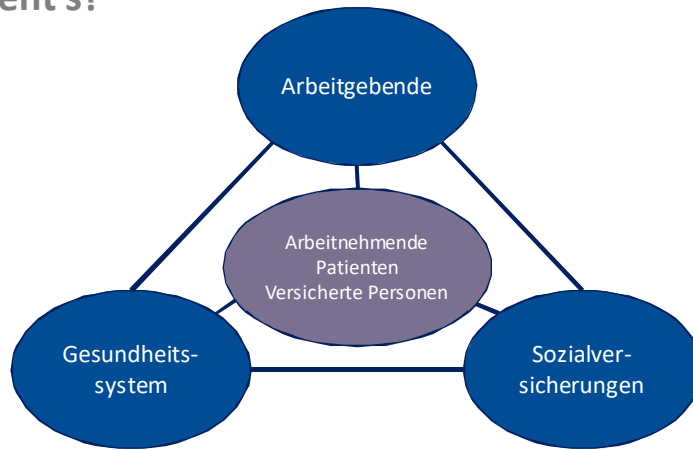 Arbeitgebende
Arbeitnehmende
Patienten
Versicherte Personen
Gesundheits-
system
Sozialver-
sicherungen